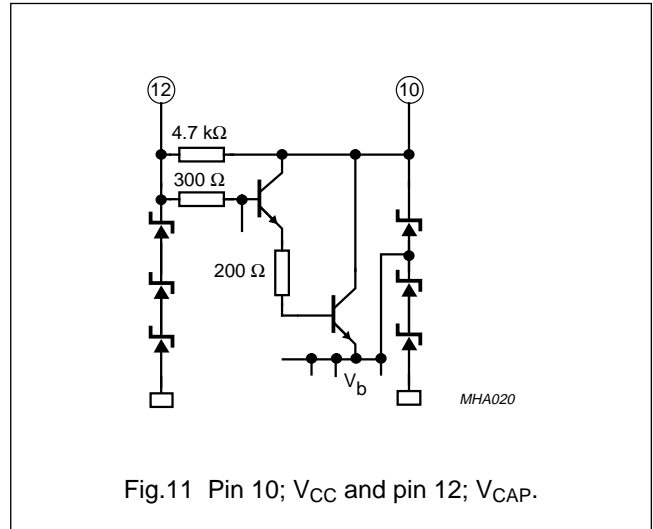 12
10
4.7 kΩ
300 Ω
200 Ω
Vb
MHA020
Fig.11 Pin 10; VCC and pin 12; VCAP.